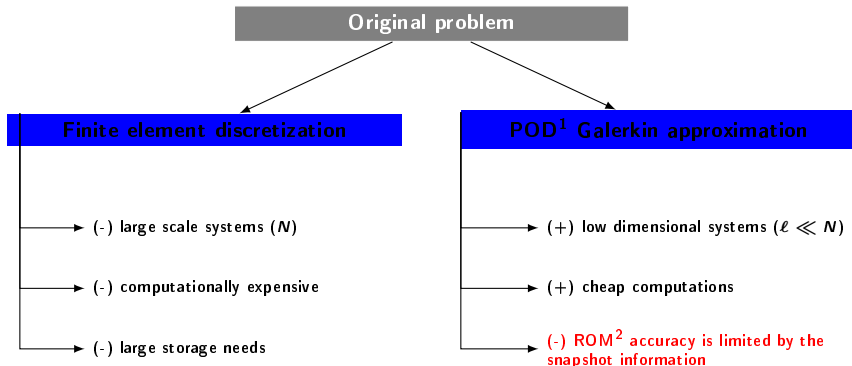 Original problem
Finite element discretization
POD¹ Galerkin approximation
(-) large scale systems (N)
(-) computationally expensive
(-) large storage needs
(+) low dimensional systems (ℓ ≪ N)
(+) cheap computations
(-) ROM² accuracy is limited by the
snapshot information